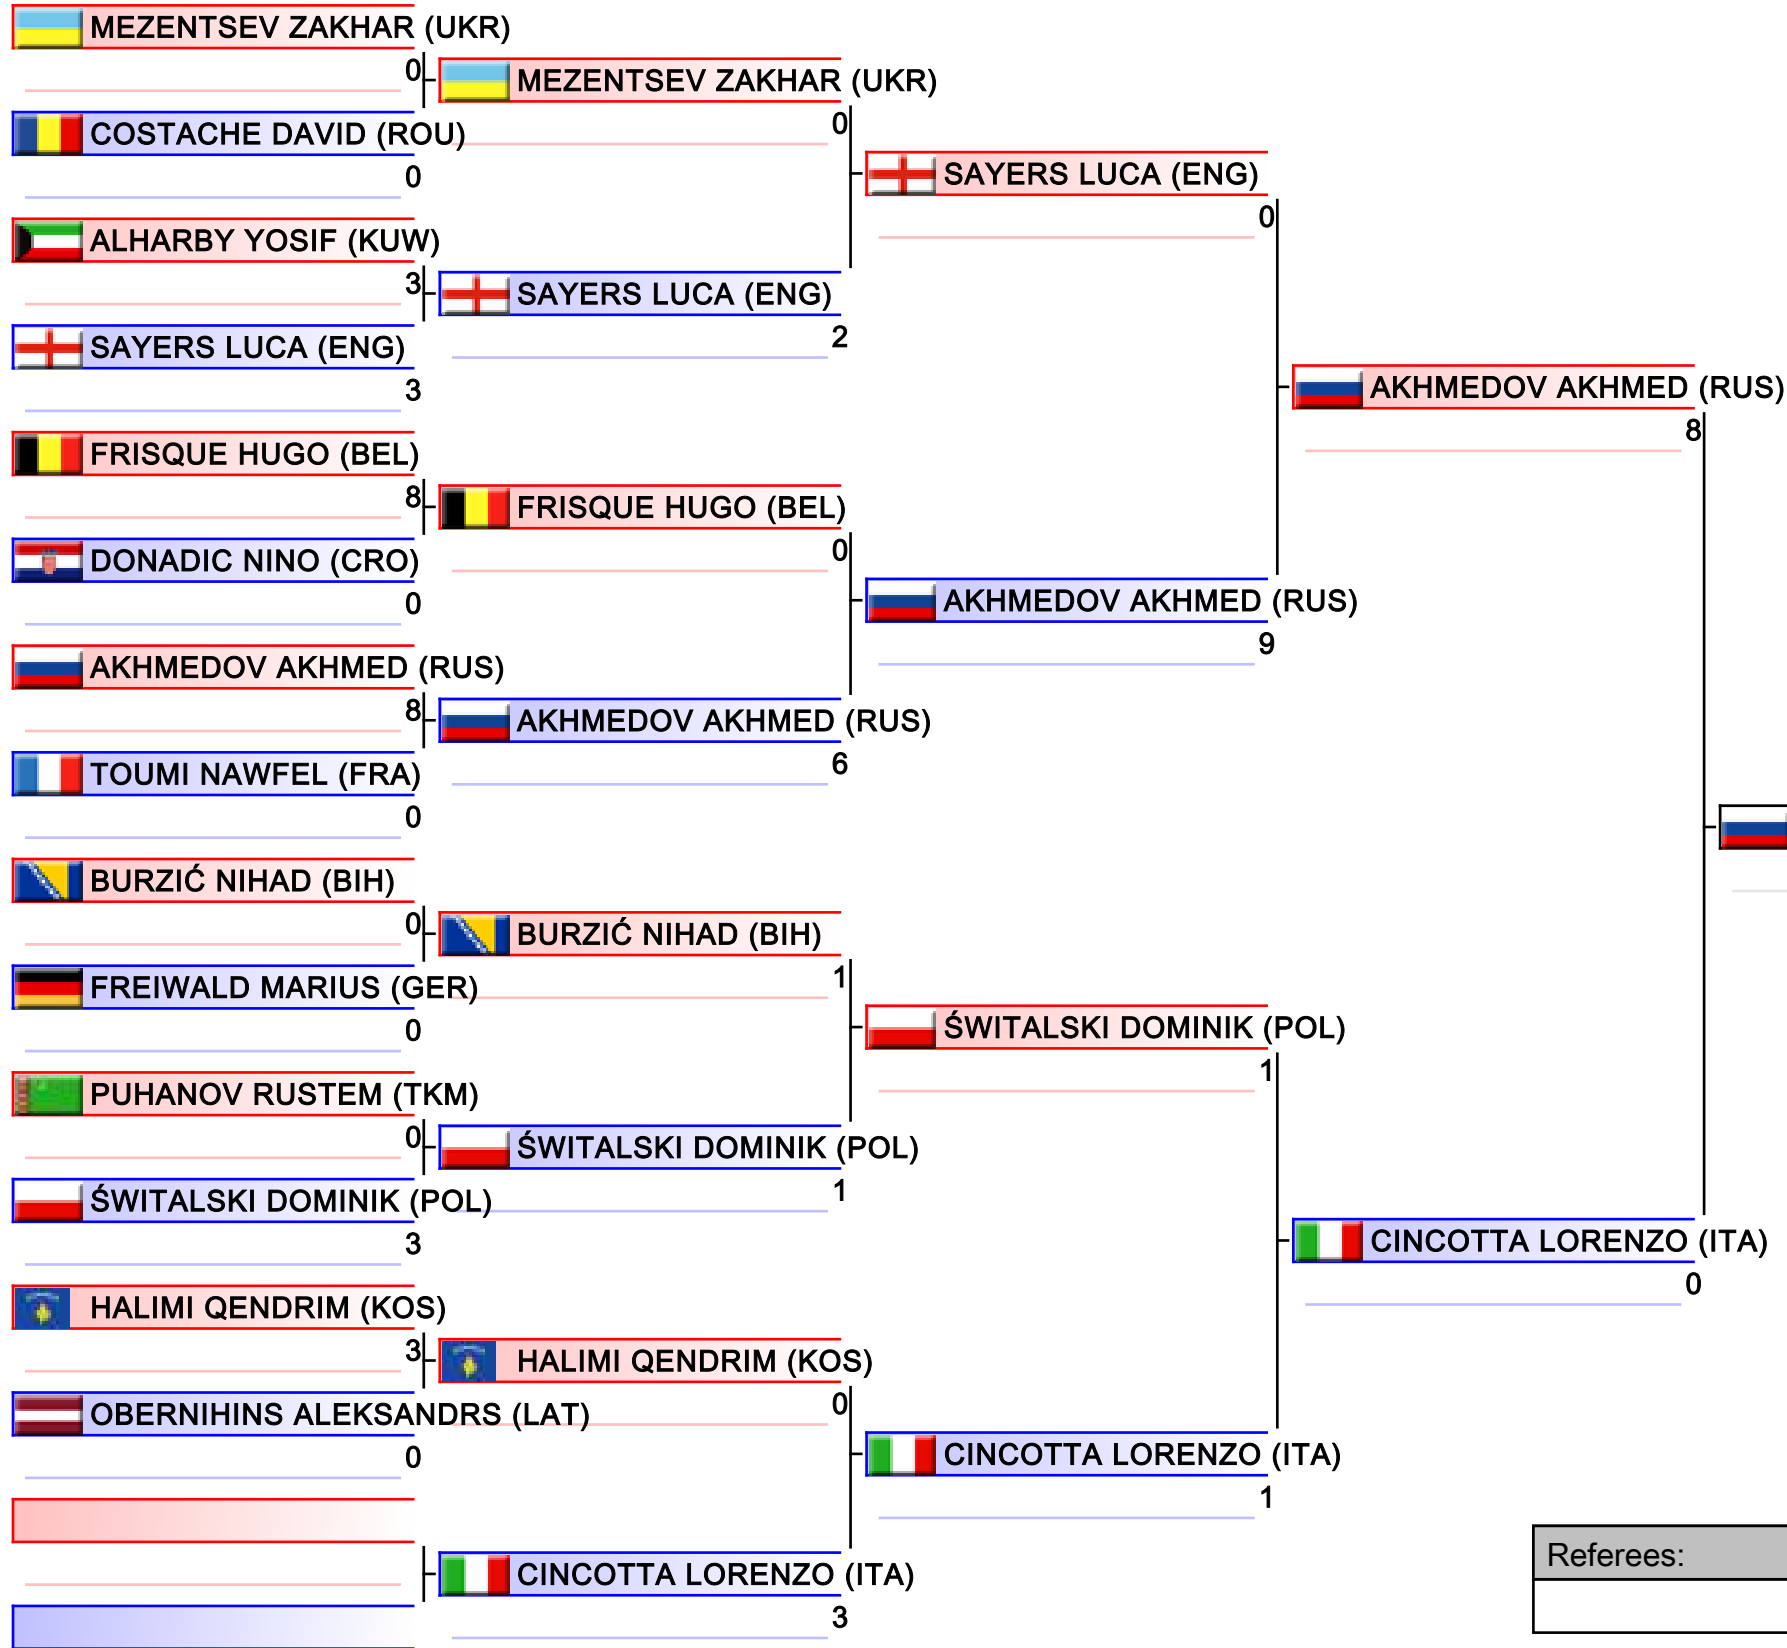 MEZENTSEV ZAKHAR (UKR)
0
MEZENTSEV ZAKHAR (UKR)
0
COSTACHE DAVID (ROU)
0
SAYERS LUCA (ENG)
0
ALHARBY YOSIF (KUW)
3
SAYERS LUCA (ENG)
2
SAYERS LUCA (ENG)
3
AKHMEDOV AKHMED (RUS)
8
FRISQUE HUGO (BEL)
8
FRISQUE HUGO (BEL)
0
DONADIC NINO (CRO)
0
AKHMEDOV AKHMED (RUS)
9
AKHMEDOV AKHMED (RUS)
8
AKHMEDOV AKHMED (RUS)
6
TOUMI NAWFEL (FRA)
0
BURZIĆ NIHAD (BIH)
0
BURZIĆ NIHAD (BIH)
1
FREIWALD MARIUS (GER)
0
ŚWITALSKI DOMINIK (POL)
1
PUHANOV RUSTEM (TKM)
0
ŚWITALSKI DOMINIK (POL)
1
ŚWITALSKI DOMINIK (POL)
3
CINCOTTA LORENZO (ITA)
0
HALIMI QENDRIM (KOS)
3
HALIMI QENDRIM (KOS)
0
OBERNIHINS ALEKSANDRS (LAT)
0
CINCOTTA LORENZO (ITA)
1
CINCOTTA LORENZO (ITA)
3
Referees: